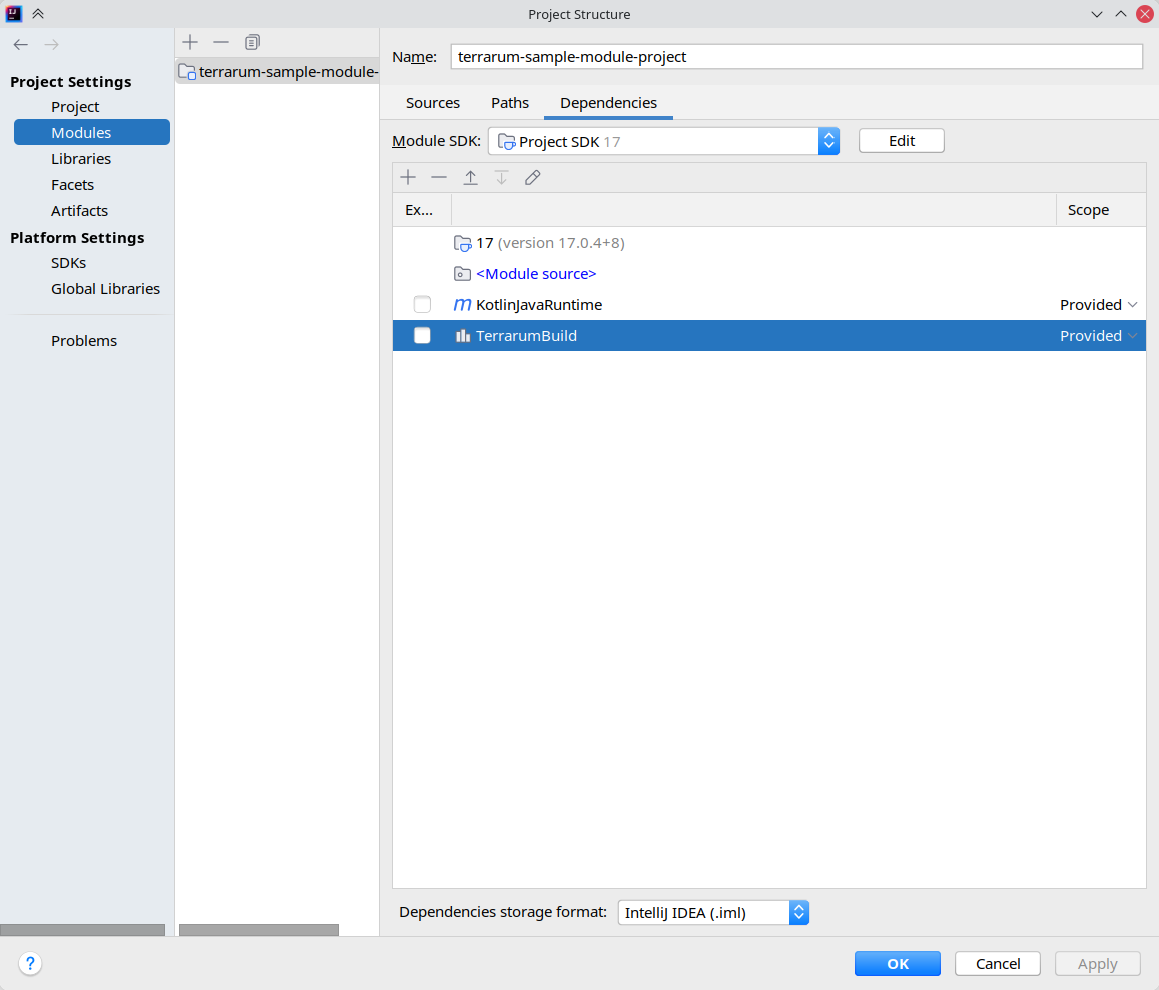 Project Structure
Project Settings
Project
Modules
Libraries
Facets
Artifacts
Platform Settings
SDKs
Global Libraries
Problems
terrarum-sample-module-
Name: terrarum-sample-module-project
Sources Paths Dependencies
Module SDK: Project SDK 17 Edit
Ex... Scope
17 (version 17.0.4+8)
<Module source>
m KotlinJavaRuntime Provided
TerrarumBuild Provided
Dependencies storage format: IntelliJ IDEA (.iml)
? OK Cancel Apply